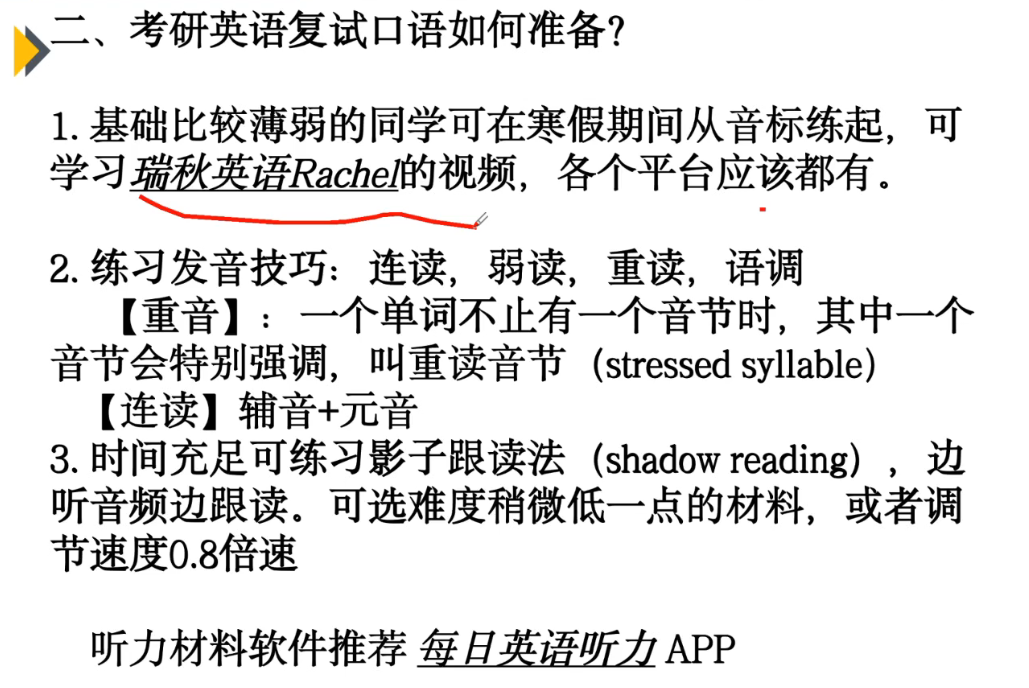 二、考研英语复试口语如何准备？
1. 基础比较薄弱的同学可在寒假期间从音标练起，可
学习瑞秋英语Rachel的视频，各个平台应该都有。
2. 练习发音技巧：连读，弱读，重读，语调
【重音】：一个单词不止有一个音节时，其中一个
音节会特别强调，叫重读音节（stressed syllable）
【连读】辅音+元音
3. 时间充足可练习影子跟读法（shadow reading），边
听音频边跟读。可选难度稍微低一点的材料，或者调
节速度0.8倍速
听力材料软件推荐 每日英语听力 APP